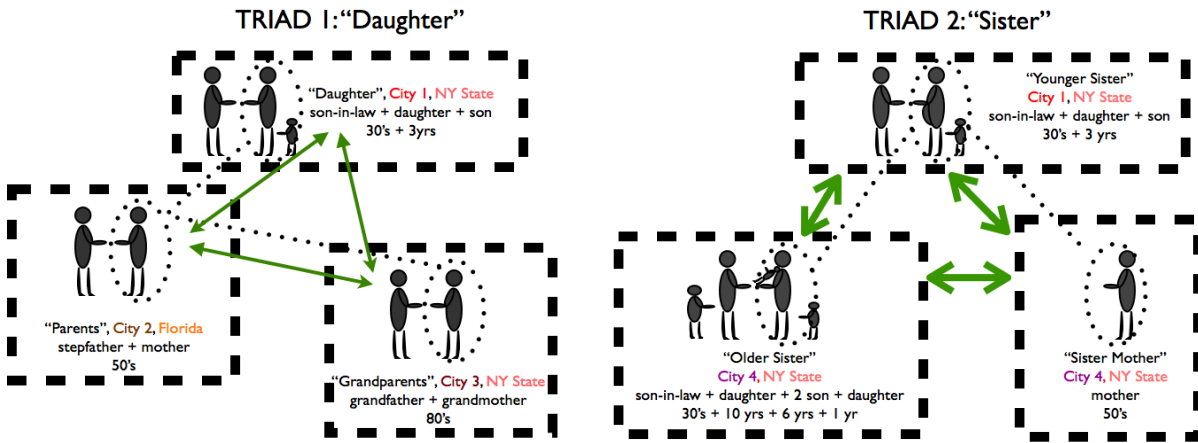 TRIAD 1: “Daughter”
“Daughter”, City 1, NY State
son-in-law + daughter + son
30's + 3yrs
“Parents”, City 2, Florida
stepfather + mother
50's
“Grandparents”, City 3, NY State
grandfather + grandmother
80's
TRIAD 2: “Sister”
“Younger Sister”
City 1, NY State
son-in-law + daughter + son
30's + 3 yrs
“Older Sister”
City 4, NY State
son-in-law + daughter + 2 son + daughter
30's + 10 yrs + 6 yrs + 1 yr
“Sister Mother”
City 4, NY State
mother
50's